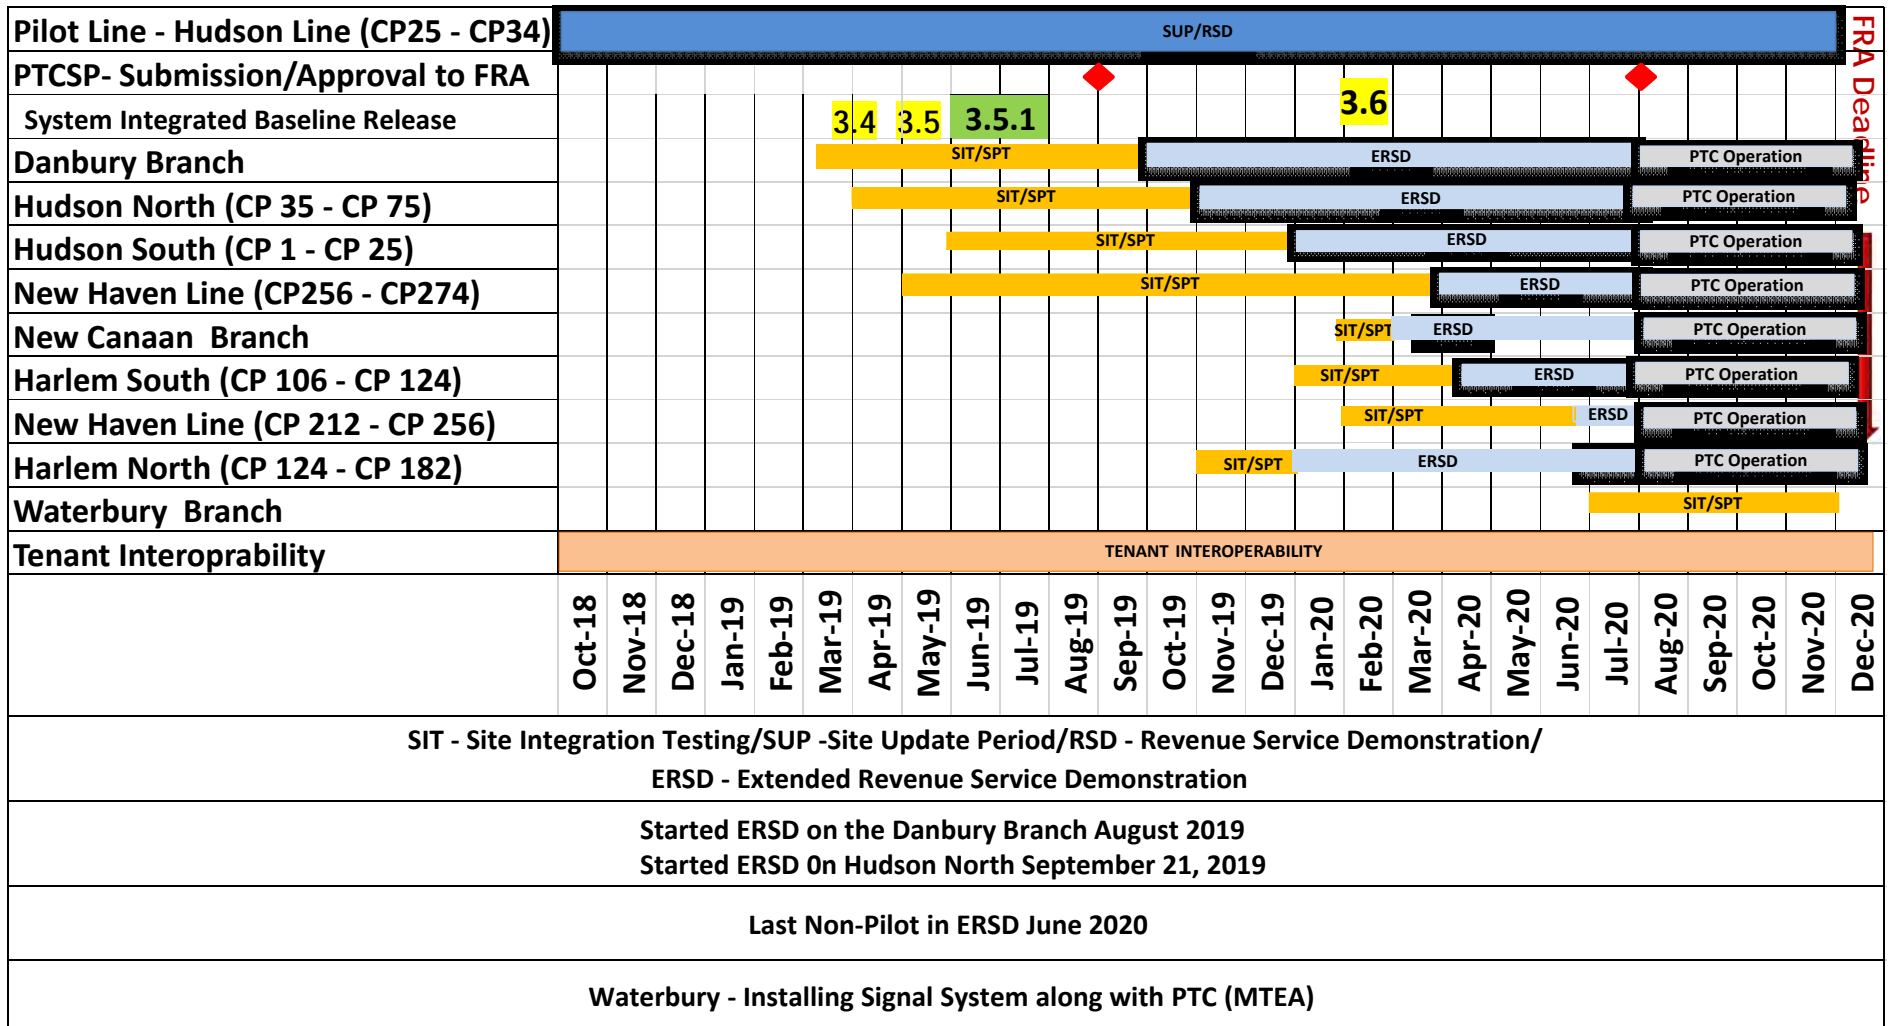 Pilot Line - Hudson Line (CP25 - CP34)
SUP/RSD
FRA Deadline
PTCSP- Submission/Approval to FRA
System Integrated Baseline Release
3.4
3.5
3.5.1
3.6
Danbury Branch
SIT/SPT
ERSD
PTC Operation
Hudson North (CP 35 - CP 75)
SIT/SPT
ERSD
PTC Operation
Hudson South (CP 1 - CP 25)
SIT/SPT
ERSD
PTC Operation
New Haven Line (CP256 - CP274)
SIT/SPT
ERSD
PTC Operation
New Canaan Branch
SIT/SPT
ERSD
PTC Operation
Harlem South (CP 106 - CP 124)
SIT/SPT
ERSD
PTC Operation
New Haven Line (CP 212 - CP 256)
SIT/SPT
ERSD
PTC Operation
Harlem North (CP 124 - CP 182)
SIT/SPT
ERSD
PTC Operation
Waterbury Branch
SIT/SPT
Tenant Interoprability
TENANT INTEROPERABILITY
Oct-18
Nov-18
Dec-18
Jan-19
Feb-19
Mar-19
Apr-19
May-19
Jun-19
Jul-19
Aug-19
Sep-19
Oct-19
Nov-19
Dec-19
Jan-20
Feb-20
Mar-20
Apr-20
May-20
Jun-20
Jul-20
Aug-20
Sep-20
Oct-20
Nov-20
Dec-20
SIT - Site Integration Testing/SUP -Site Update Period/RSD - Revenue Service Demonstration/
ERSD - Extended Revenue Service Demonstration
Started ERSD on the Danbury Branch August 2019
Started ERSD 0n Hudson North September 21, 2019
Last Non-Pilot in ERSD June 2020
Waterbury - Installing Signal System along with PTC (MTEA)